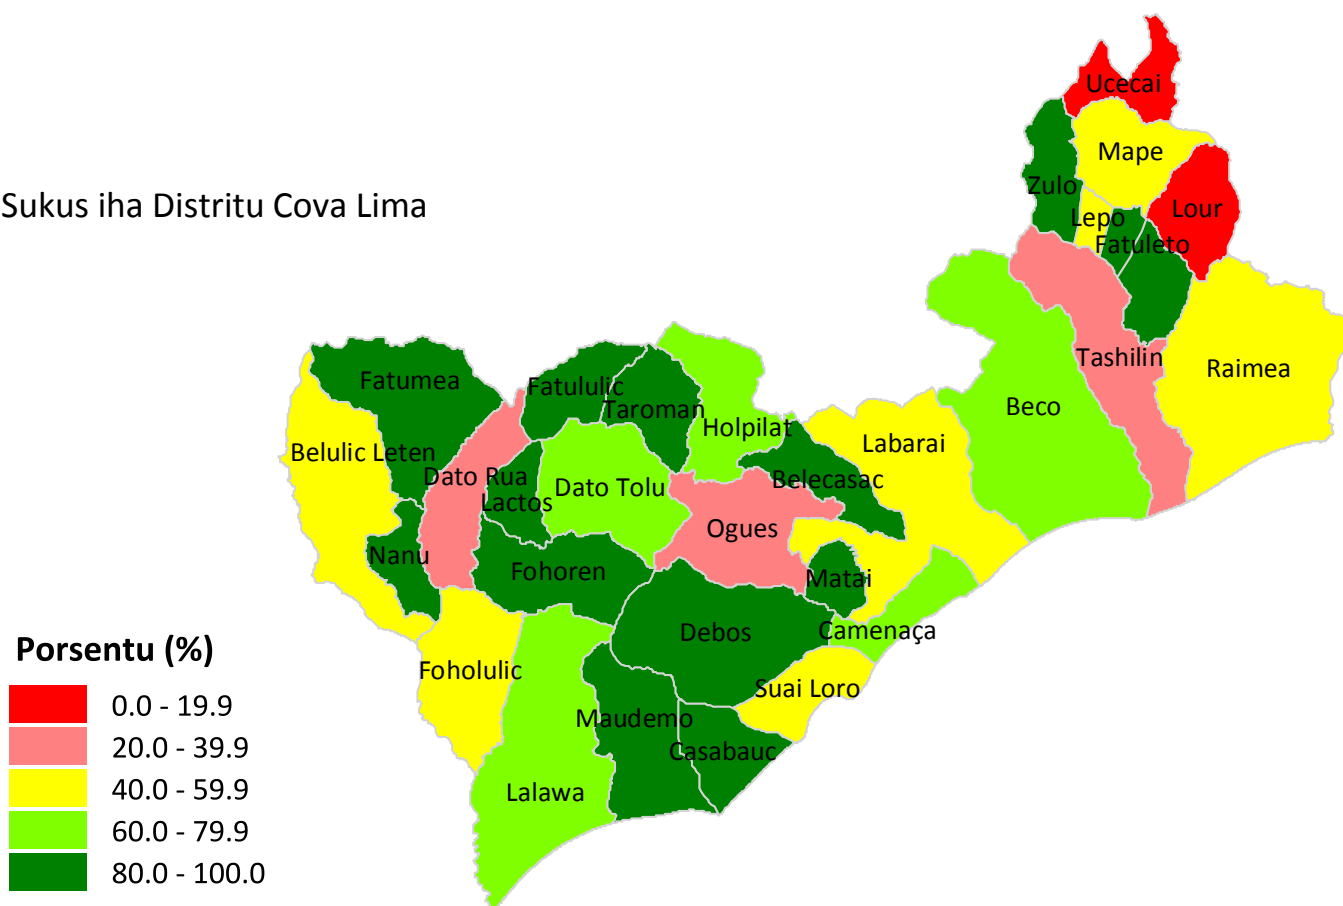 Ucecai
Mape
Zulo
Lour
Lepo
Sukus iha Distritu Cova Lima
Fatuleto
Tashilin
Raimea
Fatumea
Fatululic
Taroman
Beco
Holpilat
Labarai
Belulic Leten
Dato Rua
Belecasac
Dato Tolu
Lactos
Ogues
Nanu
Fohoren
Matai
Debos
Camenaça
Porsentu (%)
Foholulic
Suai Loro
0.0 - 19.9
Maudemo
20.0 - 39.9
Casabauc
40.0 - 59.9
Lalawa
60.0 - 79.9
80.0 - 100.0